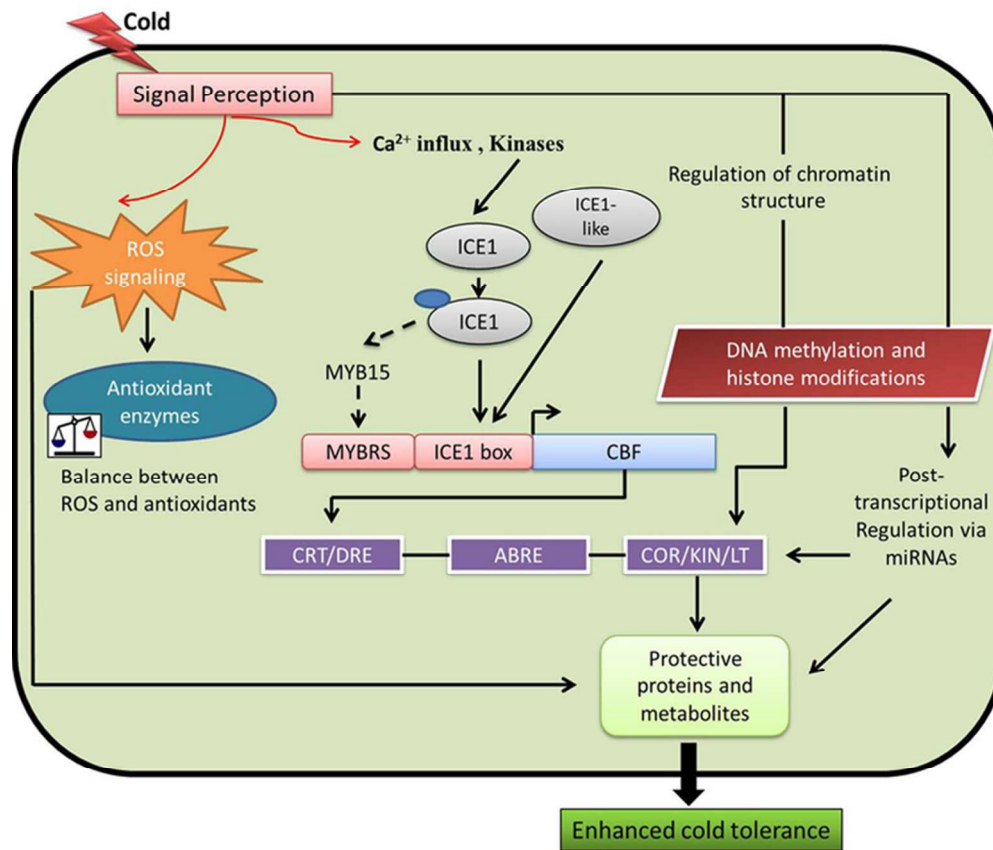 Cold
Signal Perception
Ca²⁺ influx , Kinases
Regulation of chromatin
structure
ICE1-
like
ICE1
ROS
signaling
ICE1
MYB15
DNA methylation and
histone modifications
Antioxidant
enzymes
MYBRS
ICE1 box
CBF
Balance between
ROS and antioxidants
Post-
transcriptional
Regulation via
miRNAs
CRT/DRE
ABRE
COR/KIN/LT
Protective
proteins and
metabolites
Enhanced cold tolerance